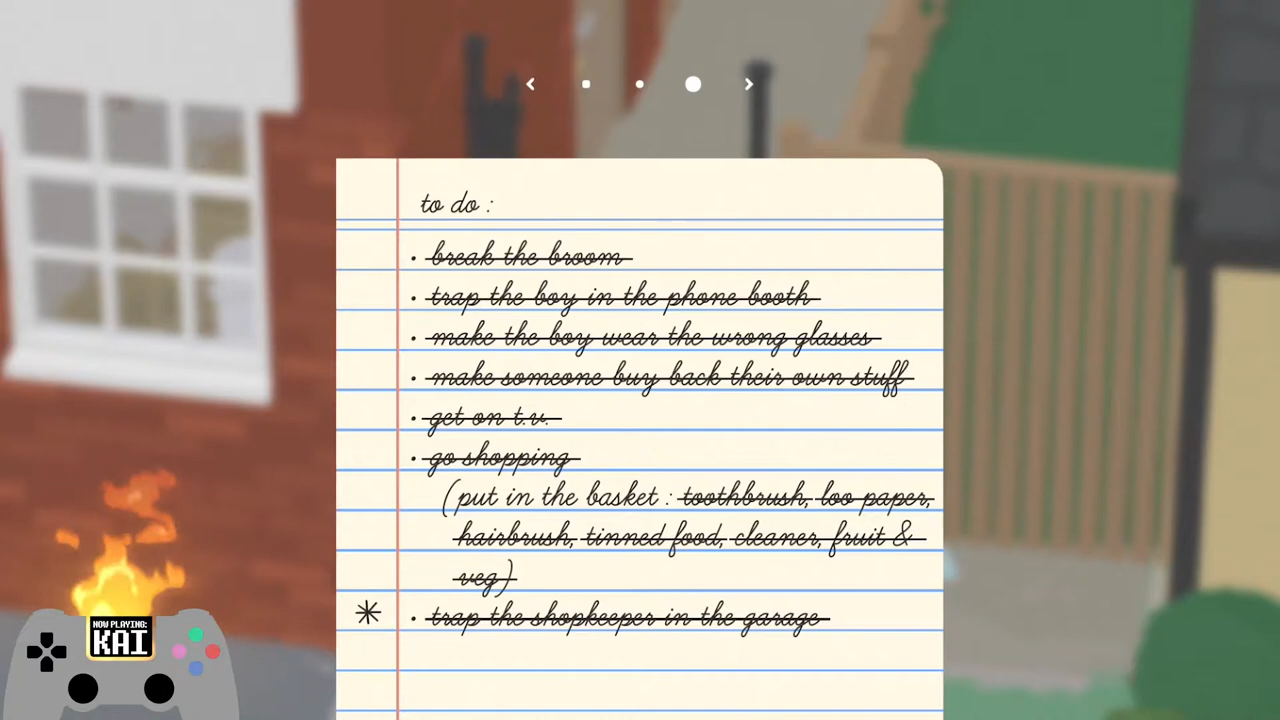 to do :
• break the broom
• trap the boy in the phone booth
• make the boy wear the wrong glasses
• make someone buy back their own stuff
• get on t.v.
• go shopping
(put in the basket : toothbrush, loo paper,
hairbrush, tinned food, cleaner, fruit &
veg)
• trap the shopkeeper in the garage
NOW PLAYING:
KAI